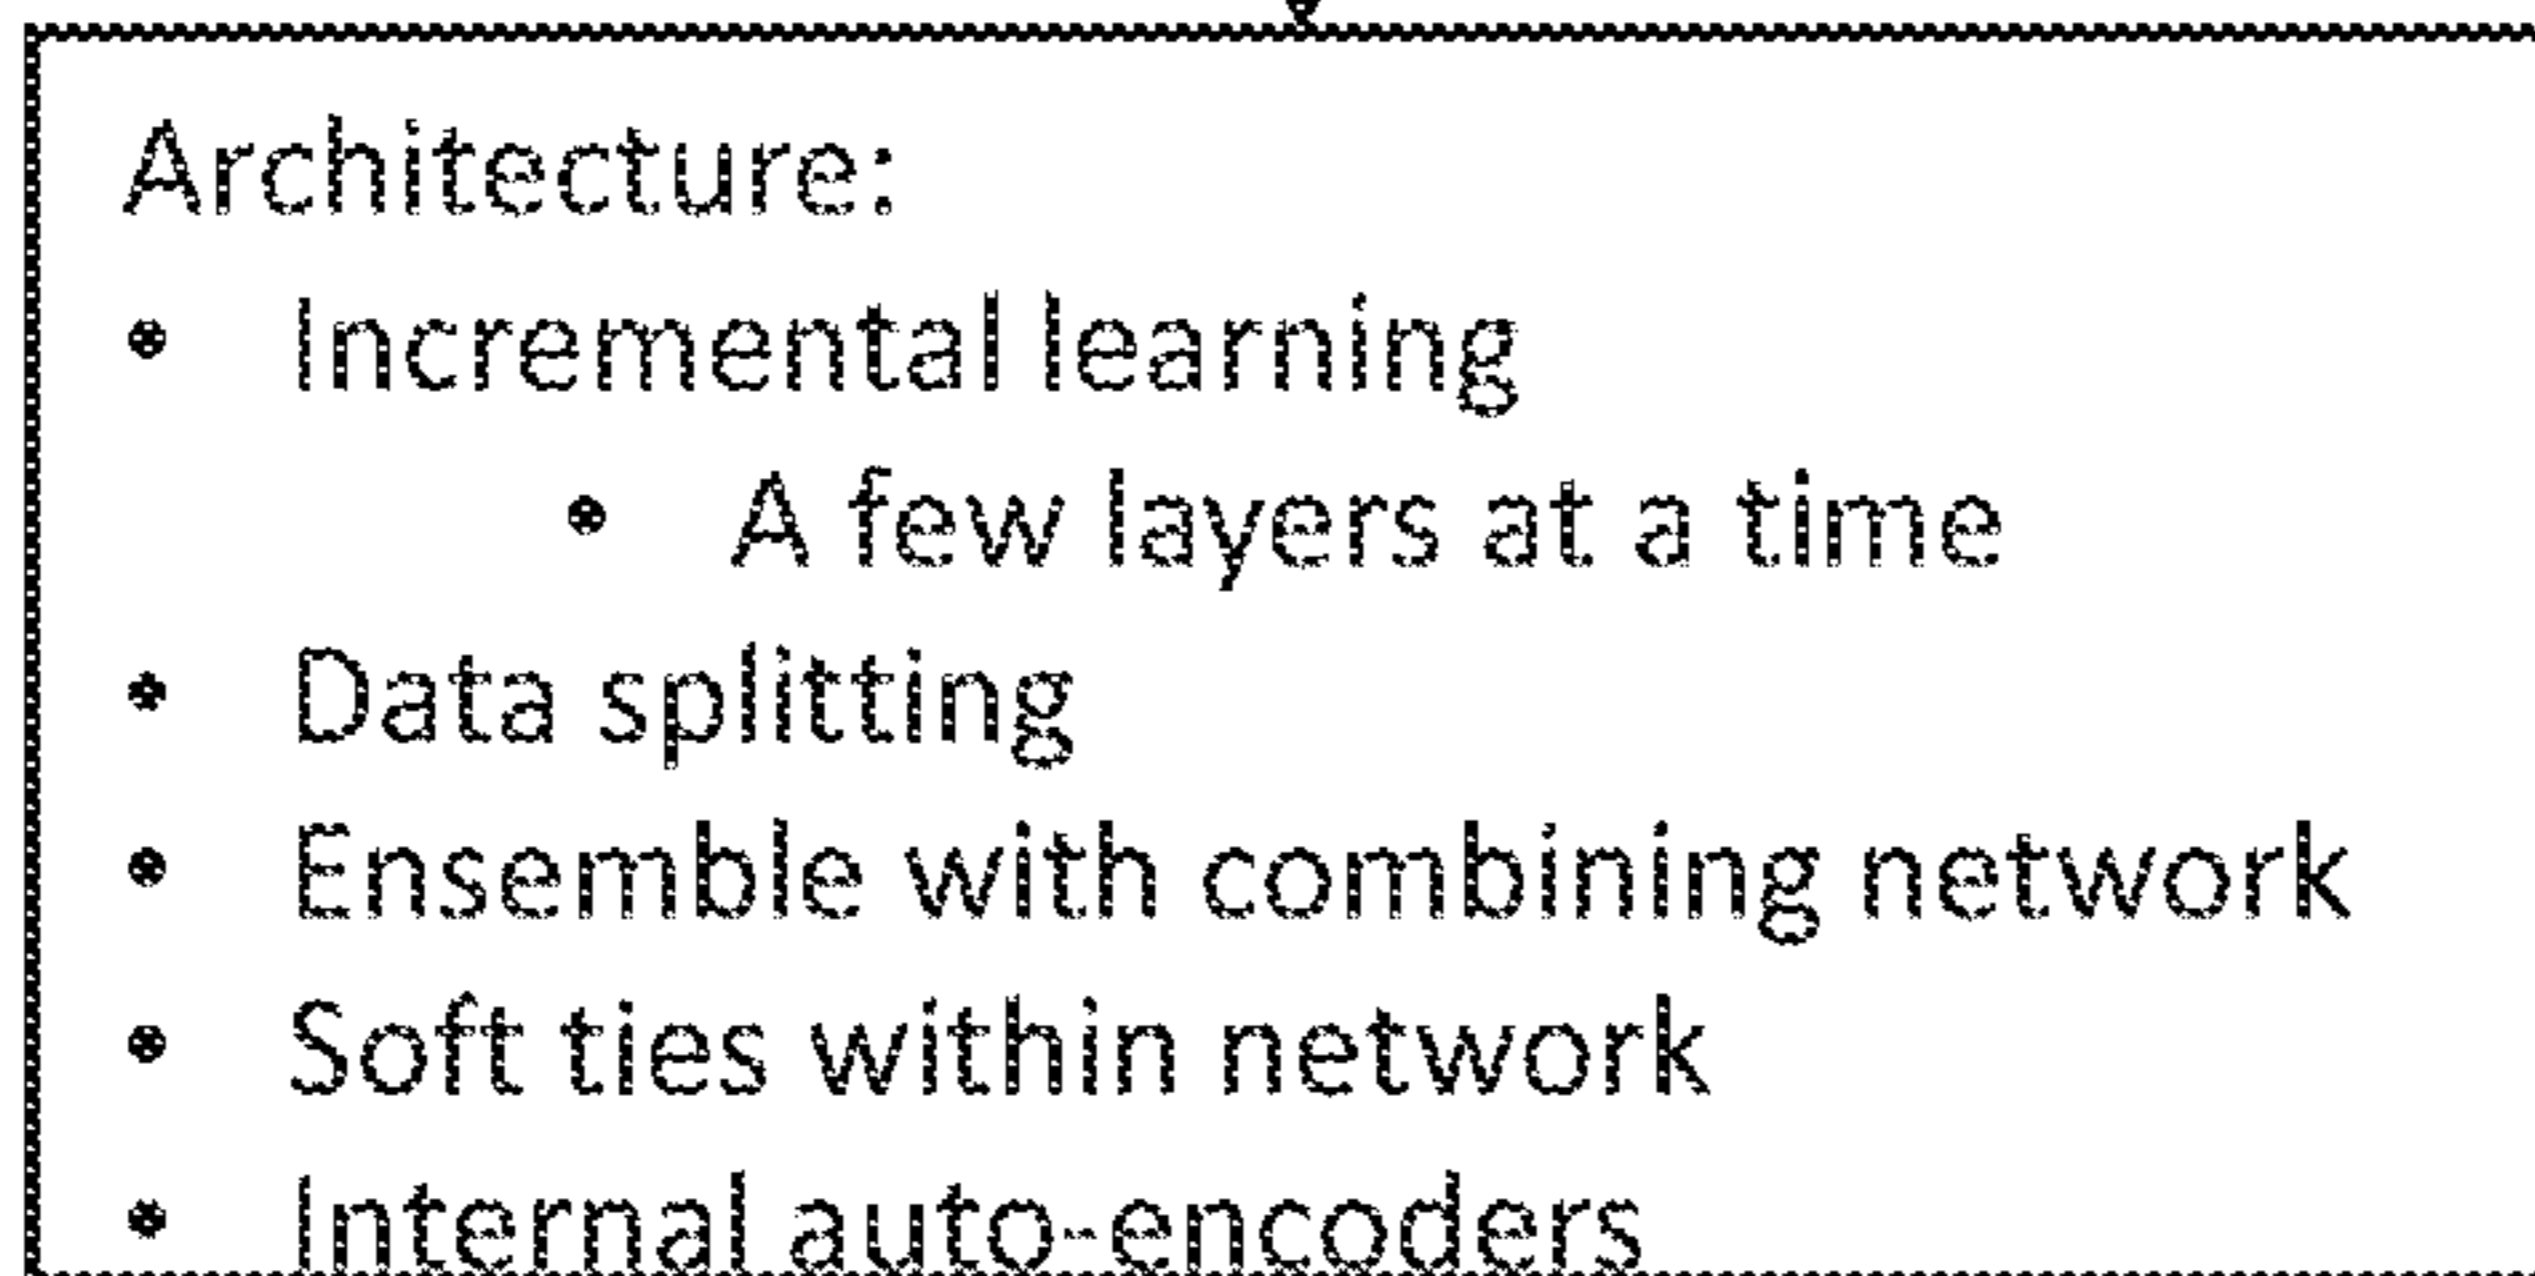 Architecture:
• Incremental learning
• A few layers at a time
• Data splitting
• Ensemble with combining network
• Soft ties within network
• Internal auto-encoders